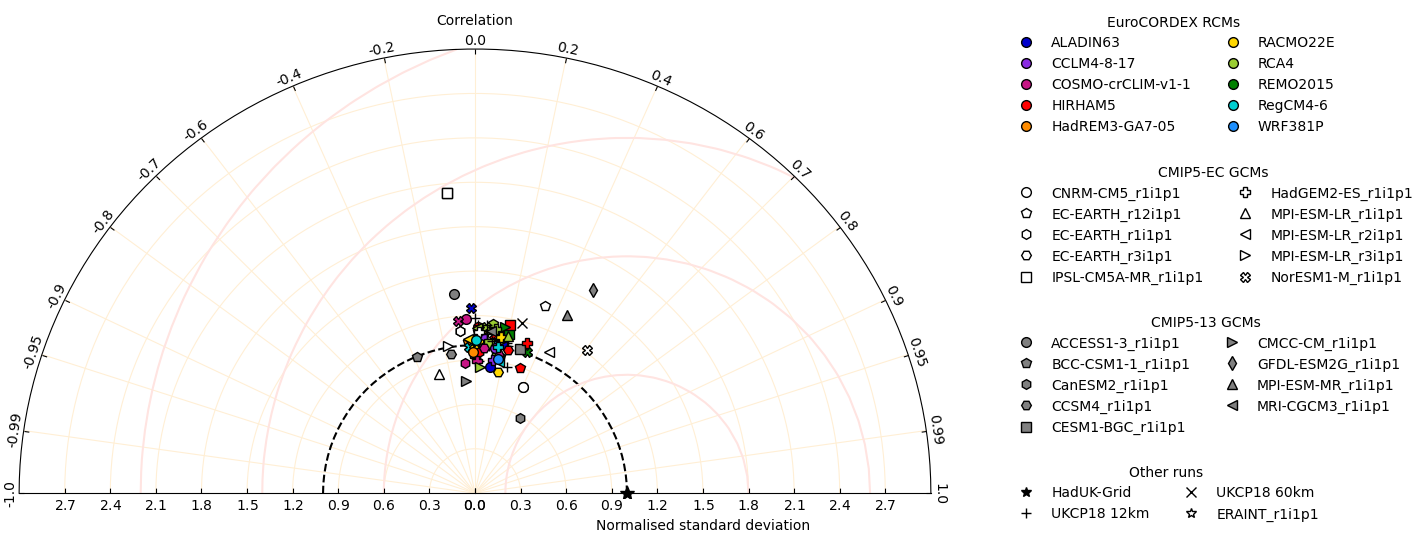 Correlation
-1.0
-0.99
-0.95
-0.9
-0.8
-0.7
-0.6
-0.4
-0.2
0.0
0.2
0.4
0.6
0.7
0.8
0.9
0.95
0.99
1.0
2.7 2.4 2.1 1.8 1.5 1.2 0.9 0.6 0.3 0.0 0.3 0.6 0.9 1.2 1.5 1.8 2.1 2.4 2.7
Normalised standard deviation
EuroCORDEX RCMs
ALADIN63 RACMO22E
CCLM4-8-17 RCA4
COSMO-crCLIM-v1-1 REMO2015
HIRHAM5 RegCM4-6
HadREM3-GA7-05 WRF381P
CMIP5-EC GCMs
CNRM-CM5_r1i1p1 HadGEM2-ES_r1i1p1
EC-EARTH_r12i1p1 MPI-ESM-LR_r1i1p1
EC-EARTH_r1i1p1 MPI-ESM-LR_r2i1p1
EC-EARTH_r3i1p1 MPI-ESM-LR_r3i1p1
IPSL-CM5A-MR_r1i1p1 NorESM1-M_r1i1p1
CMIP5-13 GCMs
ACCESS1-3_r1i1p1 CMCC-CM_r1i1p1
BCC-CSM1-1_r1i1p1 GFDL-ESM2G_r1i1p1
CanESM2_r1i1p1 MPI-ESM-MR_r1i1p1
CCSM4_r1i1p1 MRI-CGCM3_r1i1p1
CESM1-BGC_r1i1p1
Other runs
HadUK-Grid UKCP18 60km
UKCP18 12km ERAINT_r1i1p1